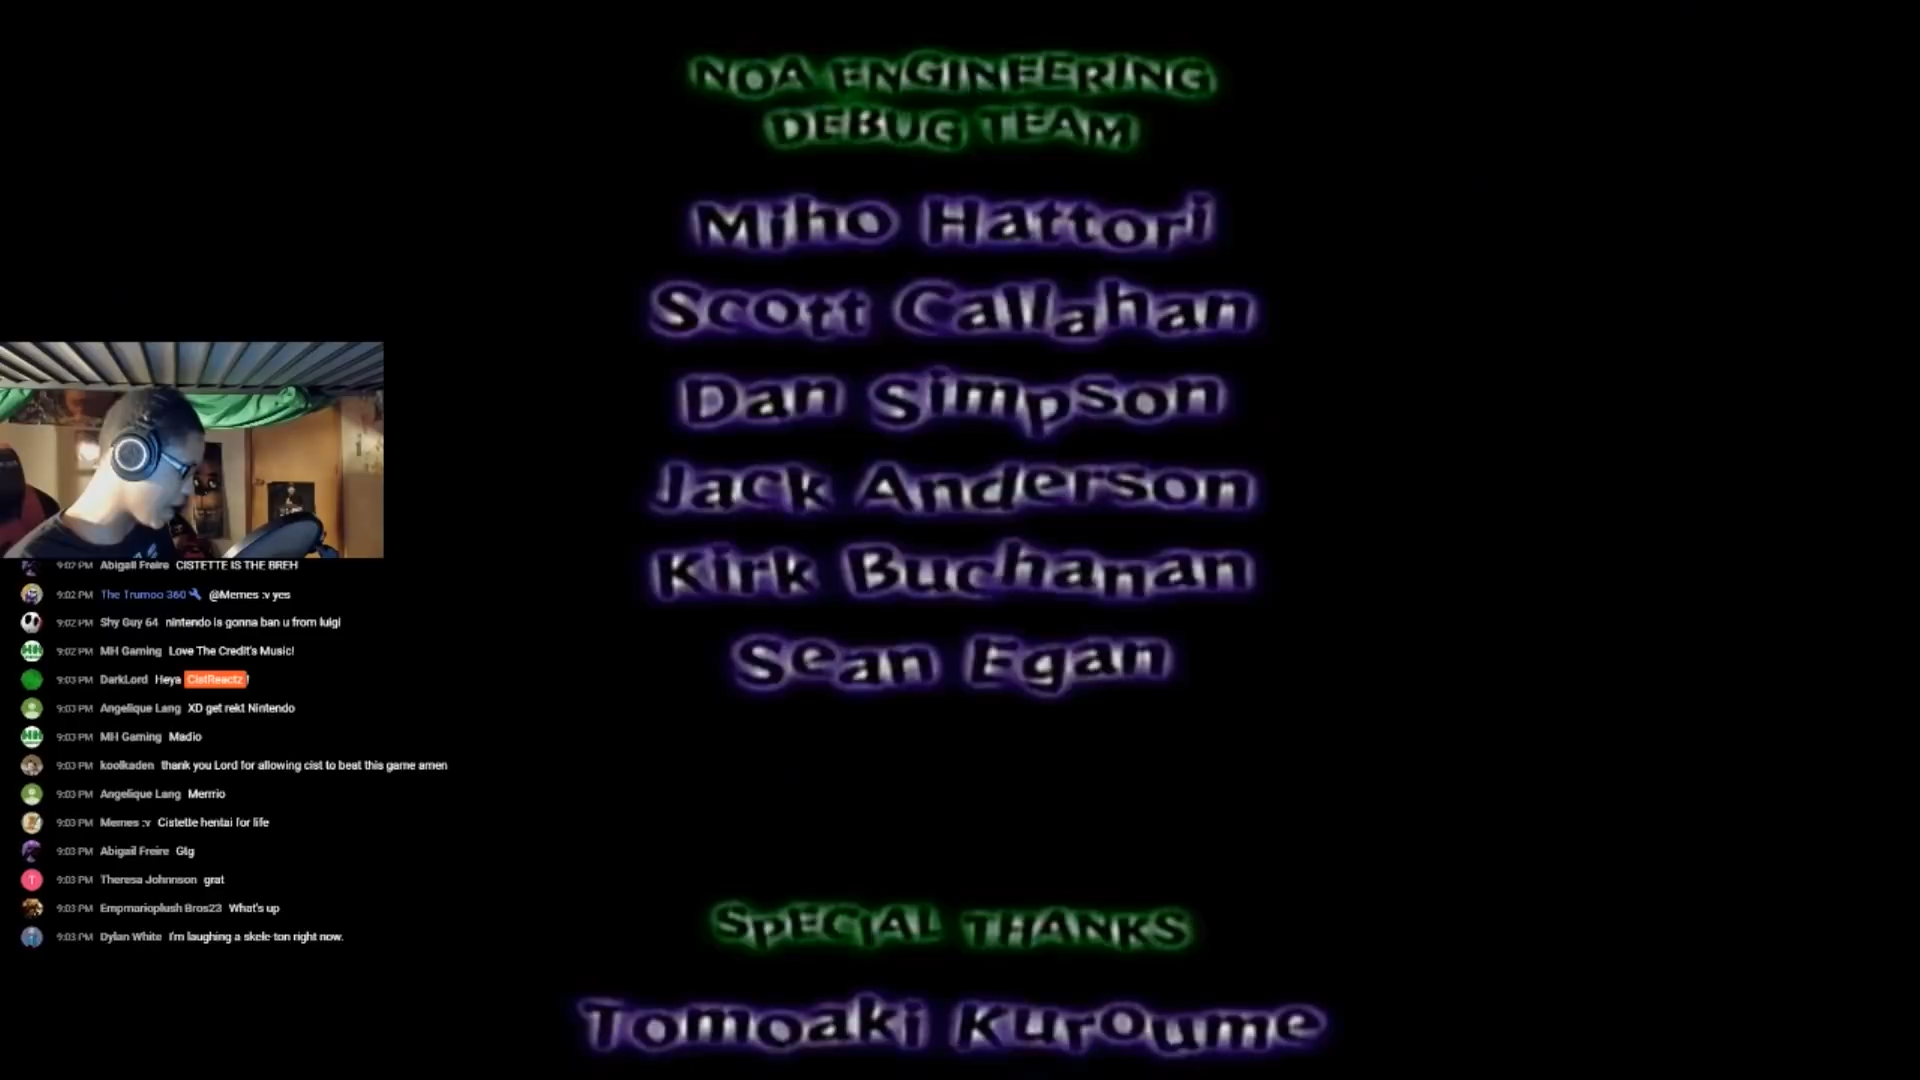 NOA ENGINEERING
DEBUG TEAM
Miho Hattori
Scott Callahan
Dan Simpson
Jack Anderson
Kirk Buchanan
Sean Egan
SPECIAL THANKS
Tomoaki Kuroume
9:02 PM Abigail Freire CISTETTE IS THE BREH
9:02 PM The Trumoo 360 @Memes :v yes
9:02 PM Shy Guy 64 nintendo is gonna ban u from luigi
9:02 PM MH Gaming Love The Credit's Music!
9:03 PM DarkLord Heya CistReactz!
9:03 PM Angelique Lang XD get rekt Nintendo
9:03 PM MH Gaming Madio
9:03 PM koolkaden thank you Lord for allowing cist to beat this game amen
9:03 PM Angelique Lang Merrrio
9:03 PM Memes :v Cistette hentai for life
9:03 PM Abigail Freire Gtg
9:03 PM Theresa Johnnson grat
9:03 PM Empmarioplush Bros23 What's up
9:03 PM Dylan White I'm laughing a skele-ton right now.